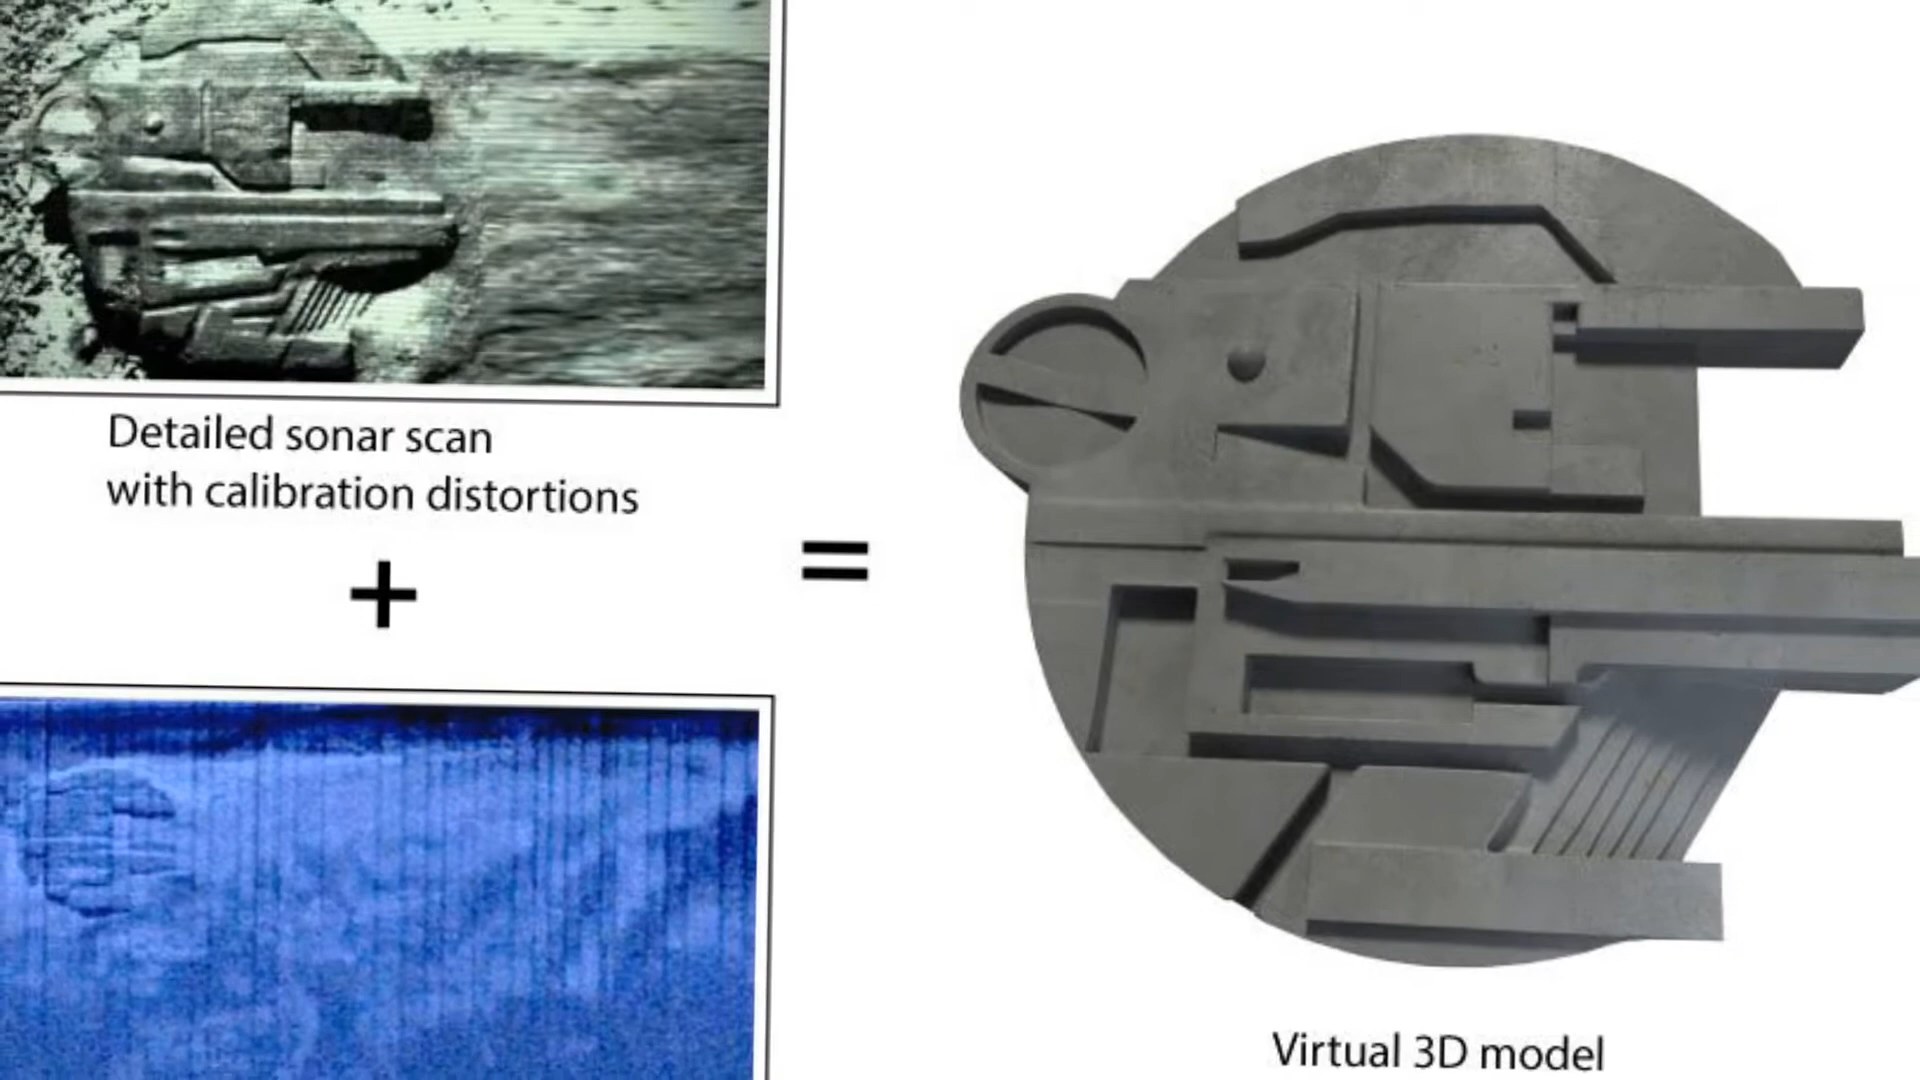 Detailed sonar scan
with calibration distortions
+
=
Virtual 3D model